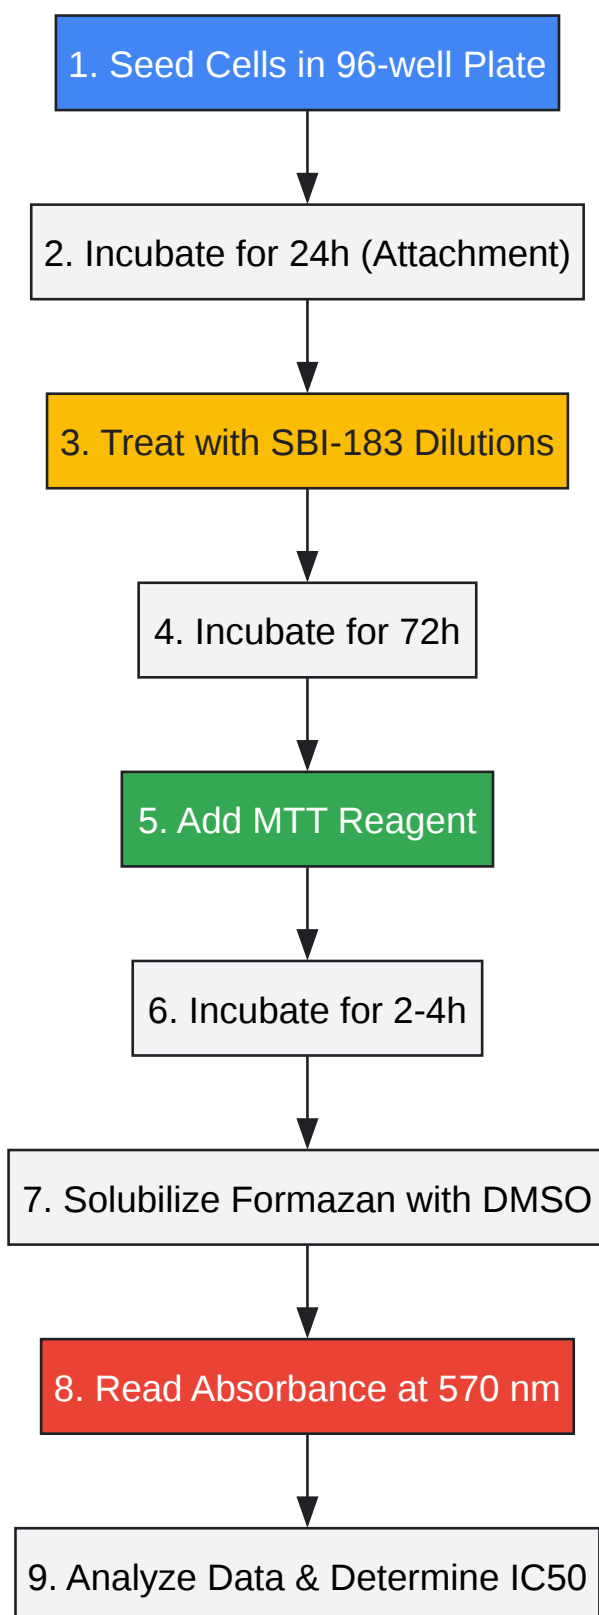 1. Seed Cells in 96-well Plate
2. Incubate for 24h (Attachment)
3. Treat with SBI-183 Dilutions
4. Incubate for 72h
5. Add MTT Reagent
6. Incubate for 2-4h
7. Solubilize Formazan with DMSO
8. Read Absorbance at 570 nm
9. Analyze Data & Determine IC50